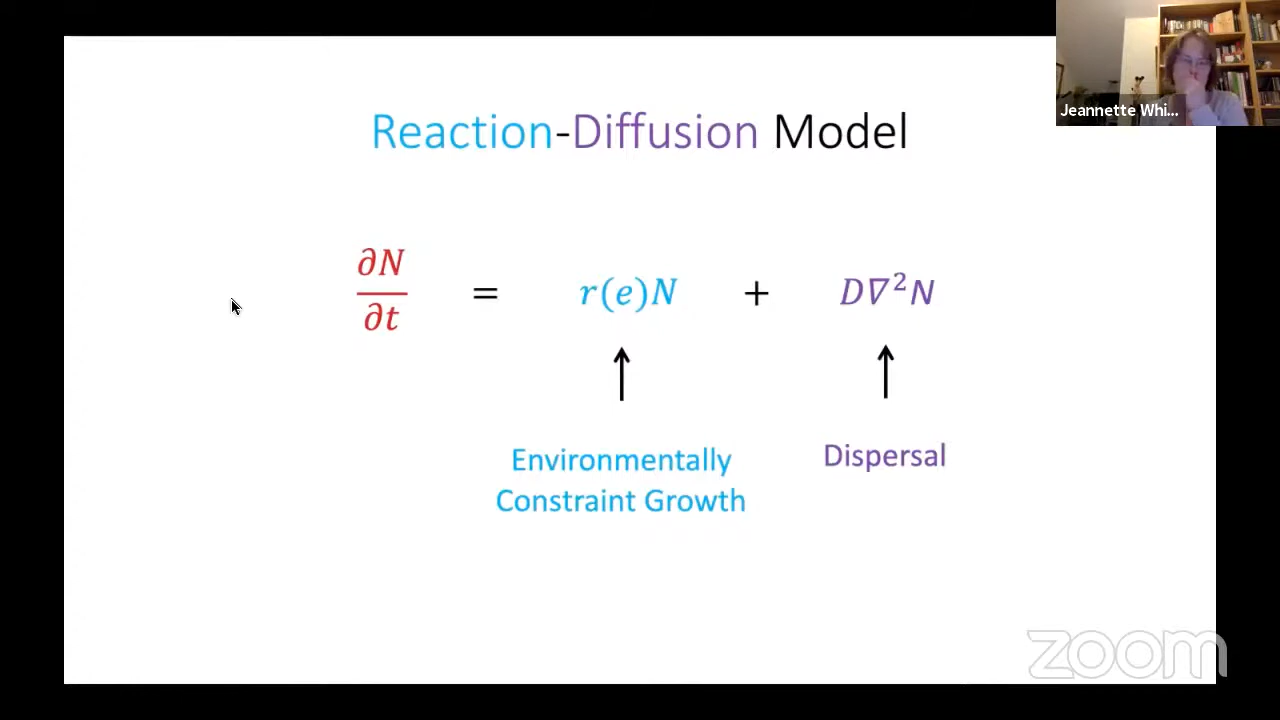 Jeannette Whi...
Reaction-Diffusion Model
∂N/∂t = r(e)N + D∇²N
Environmentally
Constraint Growth
Dispersal
zoom